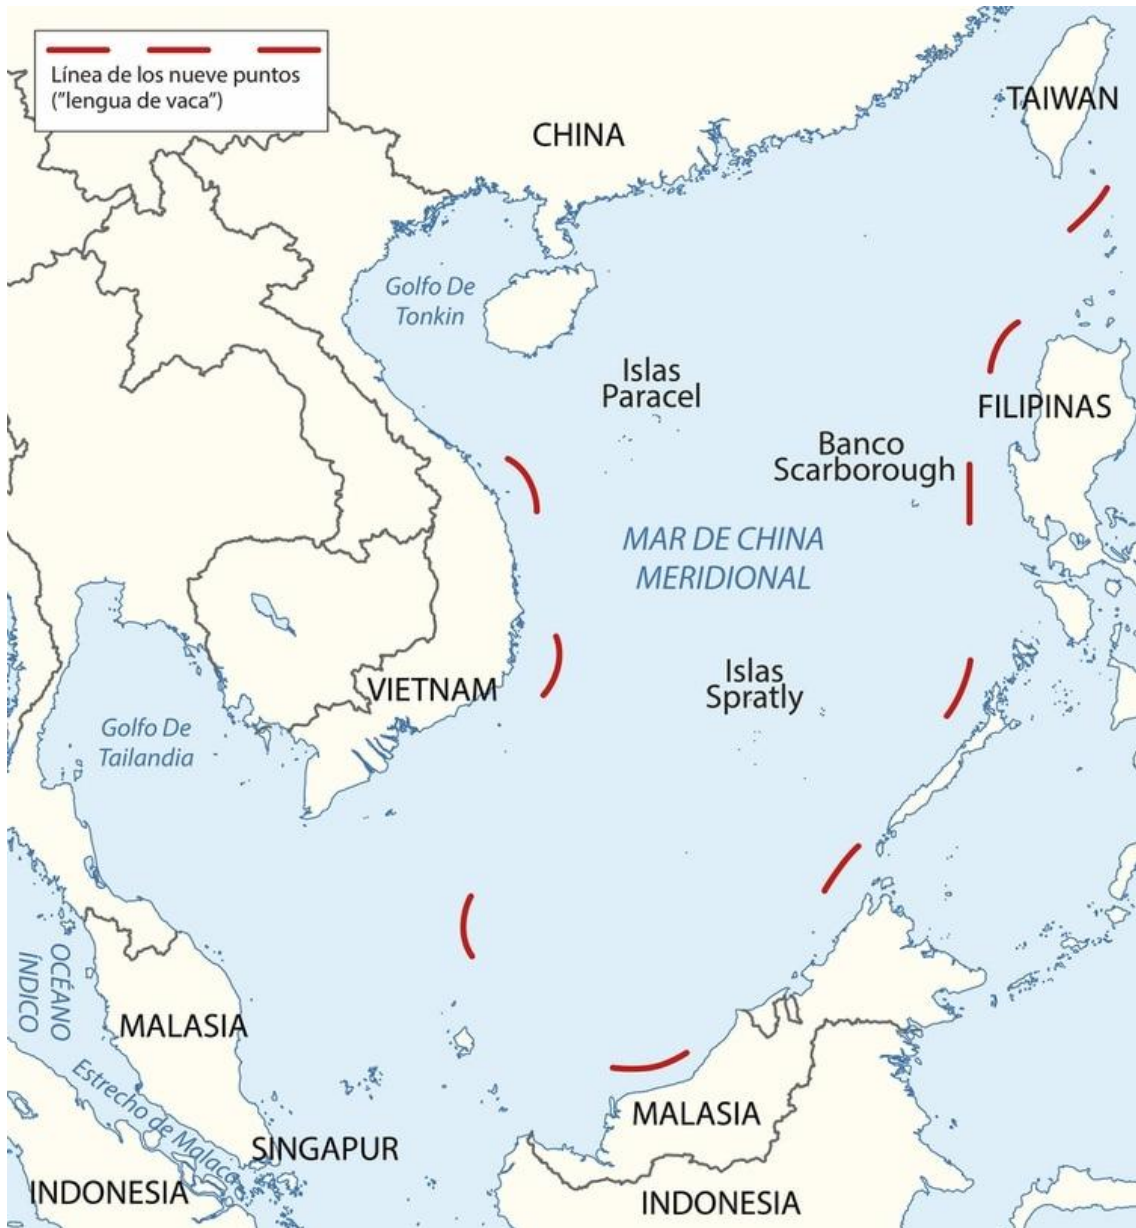 Línea de los nueve puntos
("lengua de vaca")
TAIWAN
CHINA
Golfo De
Tonkin
Islas
Paracel
FILIPINAS
Banco
Scarborough
MAR DE CHINA
MERIDIONAL
Islas
Spratly
VIETNAM
Golfo De
Tailandia
OCÉANO
ÍNDICO
MALASIA
Estrecho de Malaca
MALASIA
SINGAPUR
INDONESIA
INDONESIA